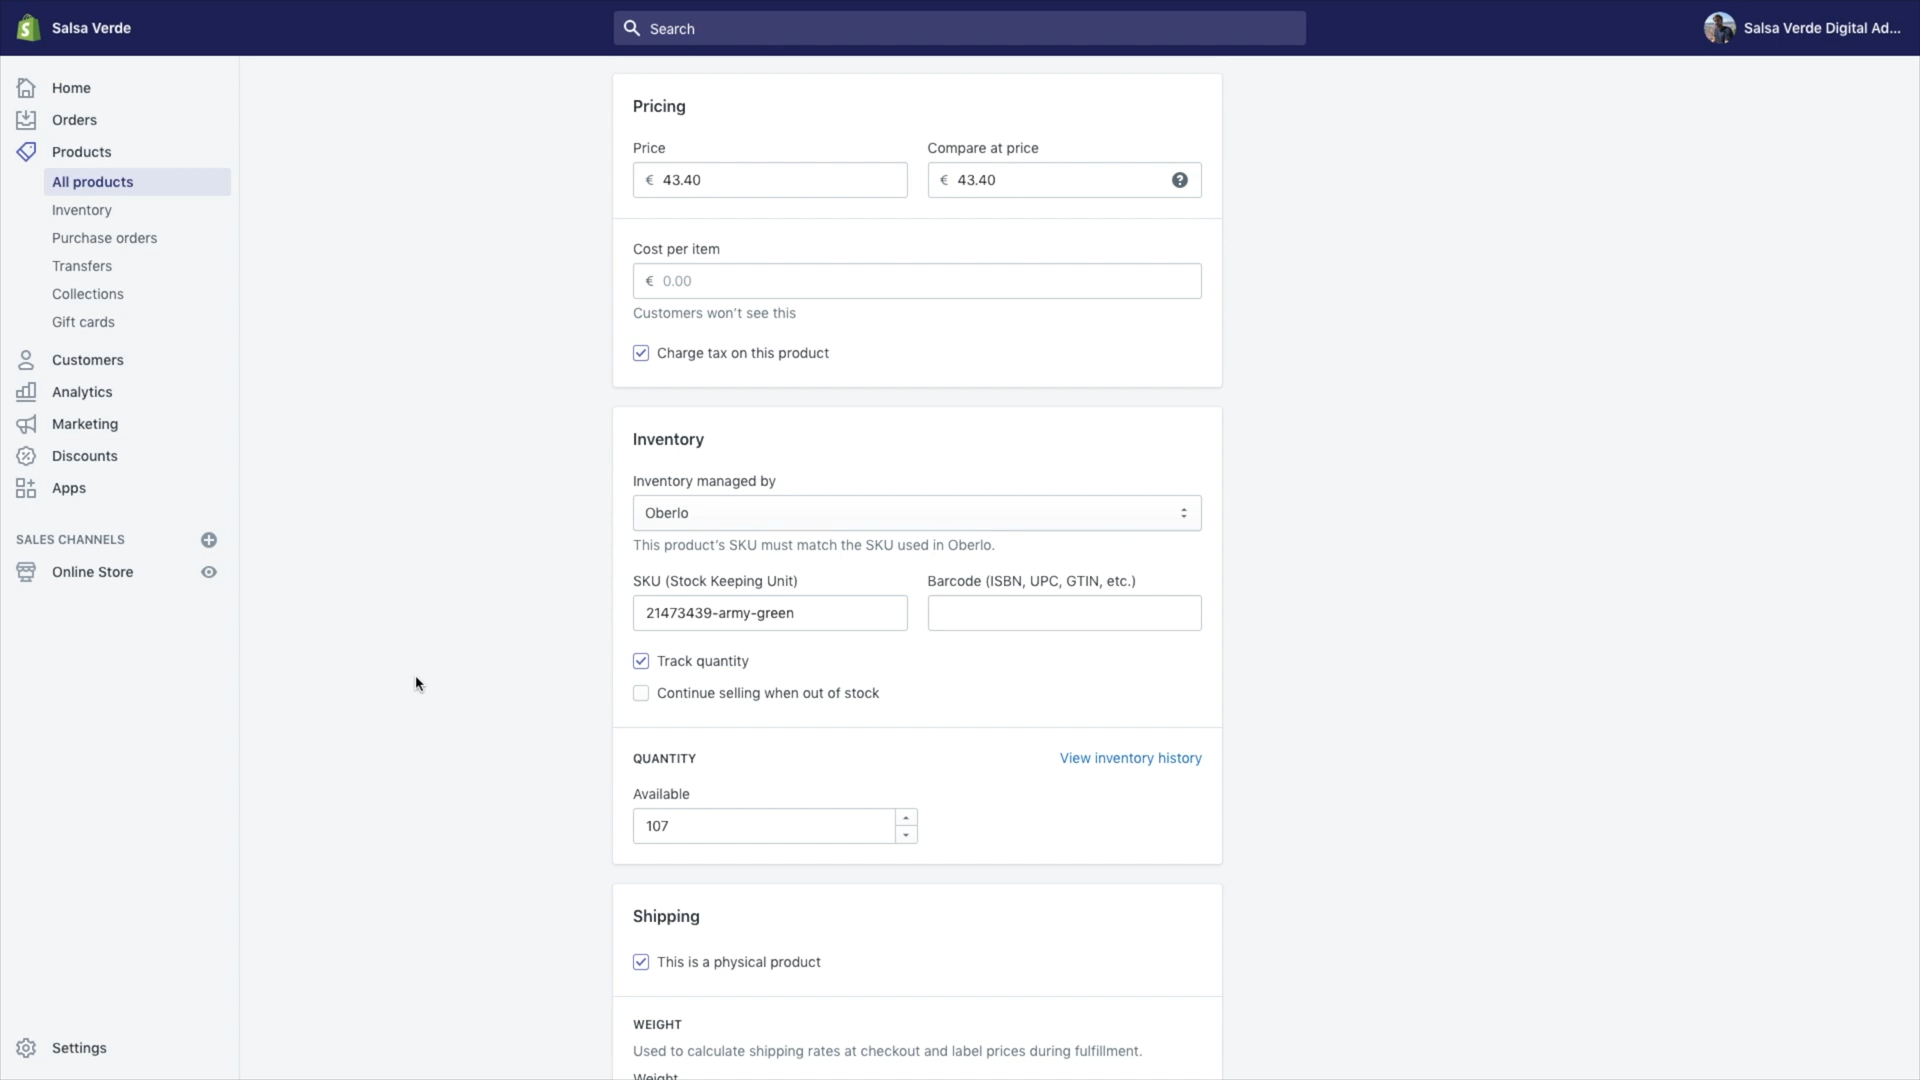 Salsa Verde
Search
Salsa Verde Digital Ad...
Home
Orders
Products
All products
Inventory
Purchase orders
Transfers
Collections
Gift cards
Customers
Analytics
Marketing
Discounts
Apps
SALES CHANNELS
Online Store
Settings
Pricing
Price
Compare at price
€ 43.40
€ 43.40
?
Cost per item
€ 0.00
Customers won't see this
Charge tax on this product
Inventory
Inventory managed by
Oberlo
This product's SKU must match the SKU used in Oberlo.
SKU (Stock Keeping Unit)
Barcode (ISBN, UPC, GTIN, etc.)
21473439-army-green
Track quantity
Continue selling when out of stock
QUANTITY
View inventory history
Available
107
Shipping
This is a physical product
WEIGHT
Used to calculate shipping rates at checkout and label prices during fulfillment.
Weight